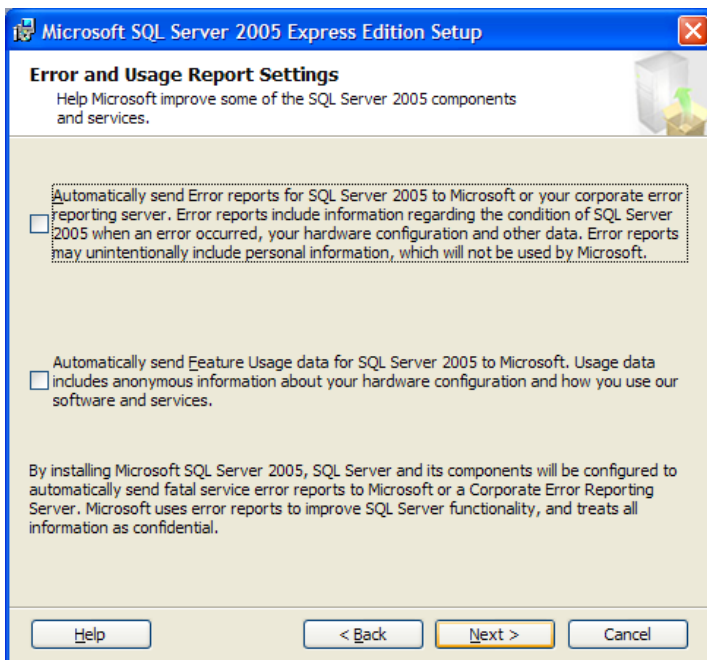 Microsoft SQL Server 2005 Express Edition Setup
Error and Usage Report Settings
Help Microsoft improve some of the SQL Server 2005 components
and services.
Automatically send Error reports for SQL Server 2005 to Microsoft or your corporate error
reporting server. Error reports include information regarding the condition of SQL Server
2005 when an error occurred, your hardware configuration and other data. Error reports
may unintentionally include personal information, which will not be used by Microsoft.
Automatically send Feature Usage data for SQL Server 2005 to Microsoft. Usage data
includes anonymous information about your hardware configuration and how you use our
software and services.
By installing Microsoft SQL Server 2005, SQL Server and its components will be configured to
automatically send fatal service error reports to Microsoft or a Corporate Error Reporting
Server. Microsoft uses error reports to improve SQL Server functionality, and treats all
information as confidential.
Help < Back Next > Cancel